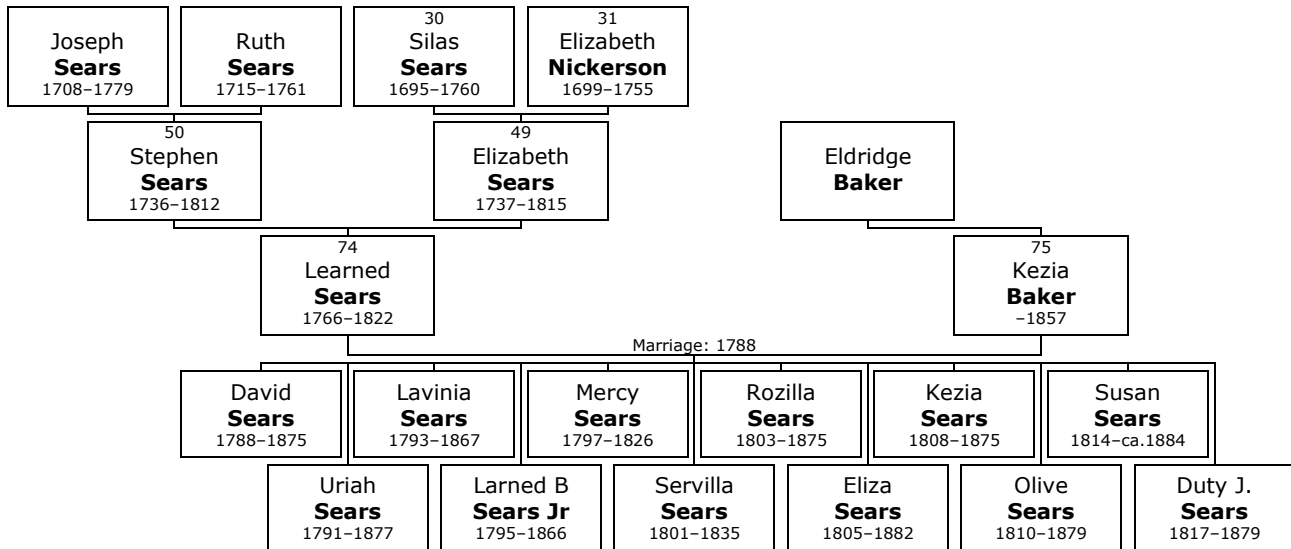 Joseph
Sears
1708–1779
Ruth
Sears
1715–1761
30
Silas
Sears
1695–1760
31
Elizabeth
Nickerson
1699–1755
50
Stephen
Sears
1736–1812
49
Elizabeth
Sears
1737–1815
Eldridge
Baker
74
Learned
Sears
1766–1822
75
Kezia
Baker
–1857
Marriage: 1788
David
Sears
1788–1875
Lavinia
Sears
1793–1867
Mercy
Sears
1797–1826
Rozilla
Sears
1803–1875
Kezia
Sears
1808–1875
Susan
Sears
1814–ca.1884
Uriah
Sears
1791–1877
Larned B
Sears Jr
1795–1866
Servilla
Sears
1801–1835
Eliza
Sears
1805–1882
Olive
Sears
1810–1879
Duty J.
Sears
1817–1879